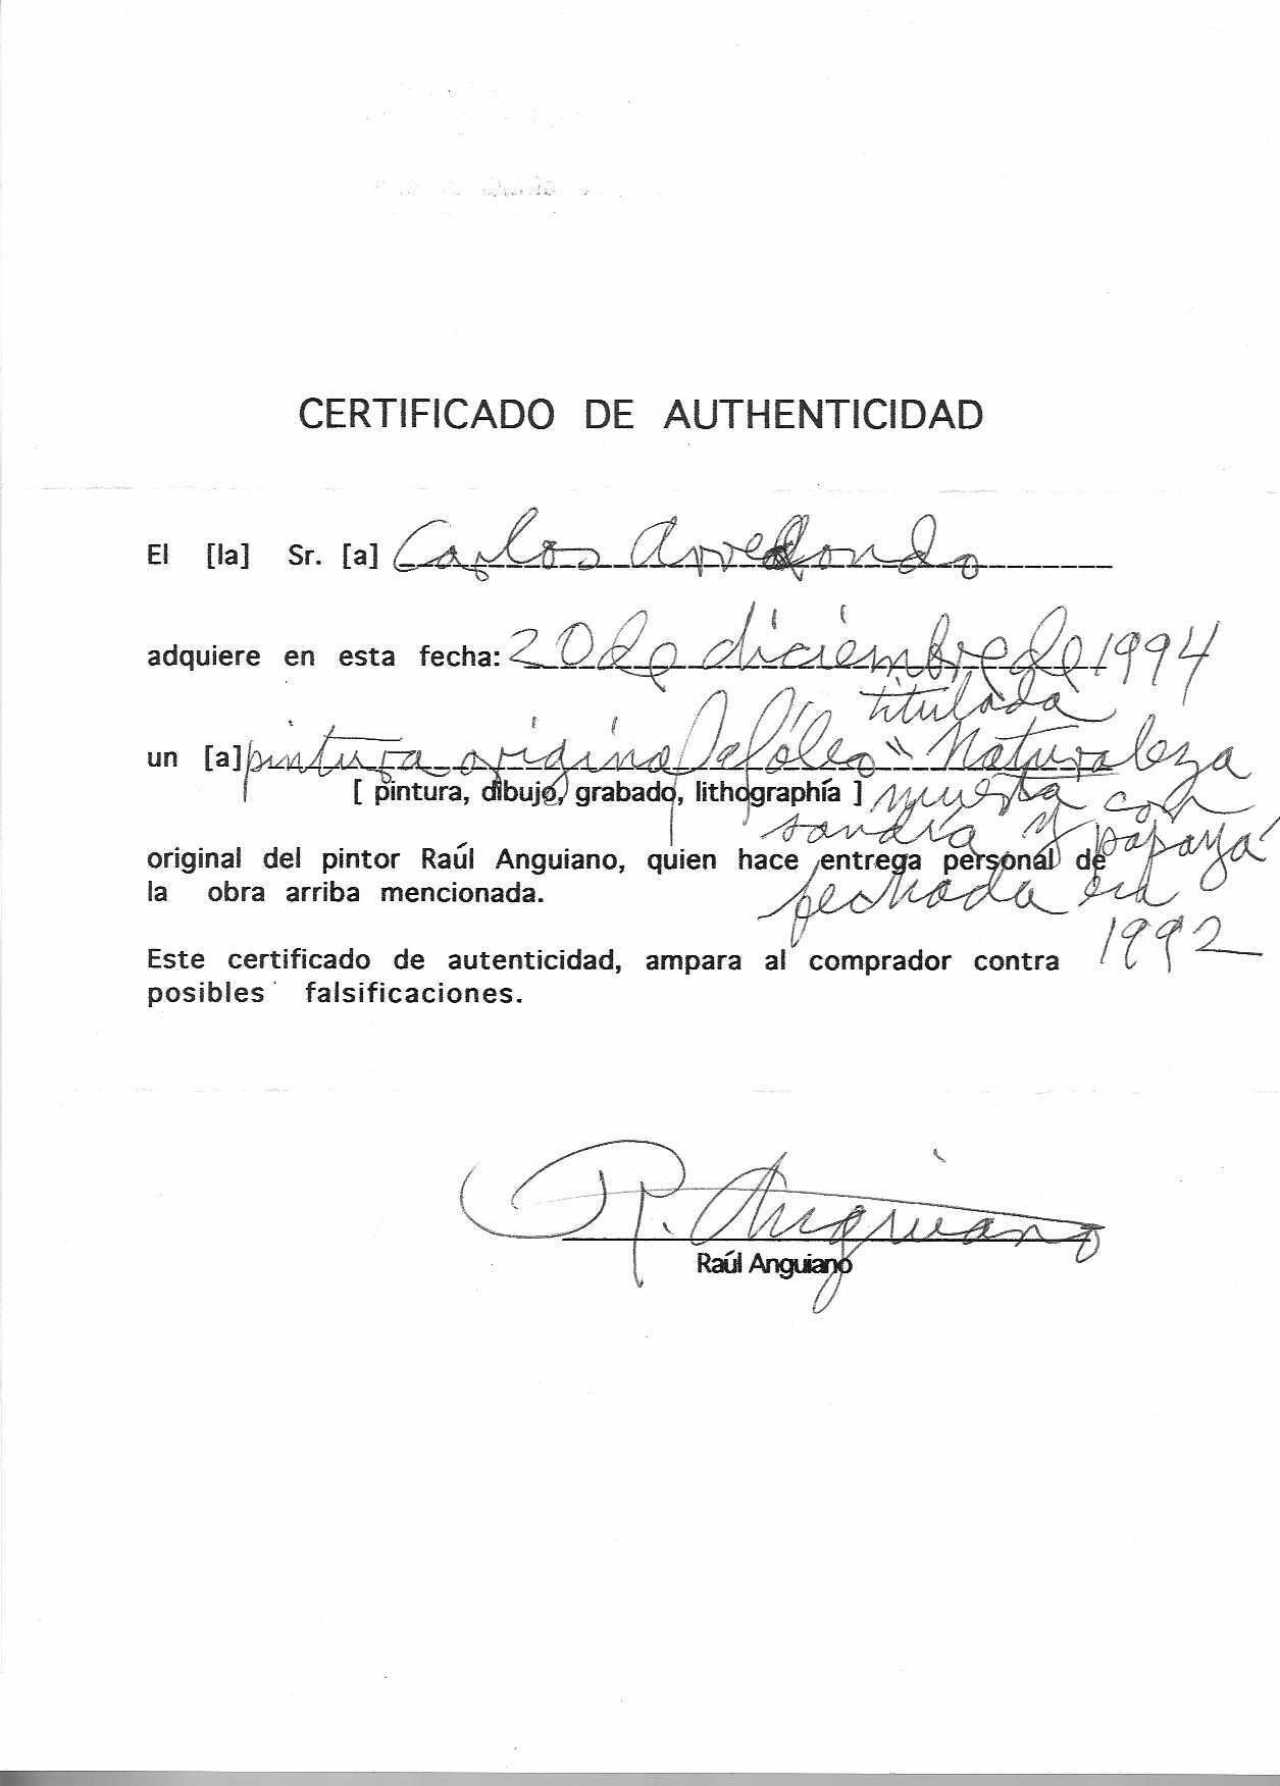 CERTIFICADO DE AUTHENTICIDAD
El [la] Sr. [a] Carlos Arredondo
adquiere en esta fecha: 20 de diciembre de 1994
titulada
un [a] pintura original al óleo "Naturaleza
[ pintura, dibujo, grabado, lithographía ] muerta con
sandía y papaya"
original del pintor Raúl Anguiano, quien hace entrega personal de
la obra arriba mencionada. fechada en
1992
Este certificado de autenticidad, ampara al comprador contra
posibles falsificaciones.
R. Anguiano
Raúl Anguiano